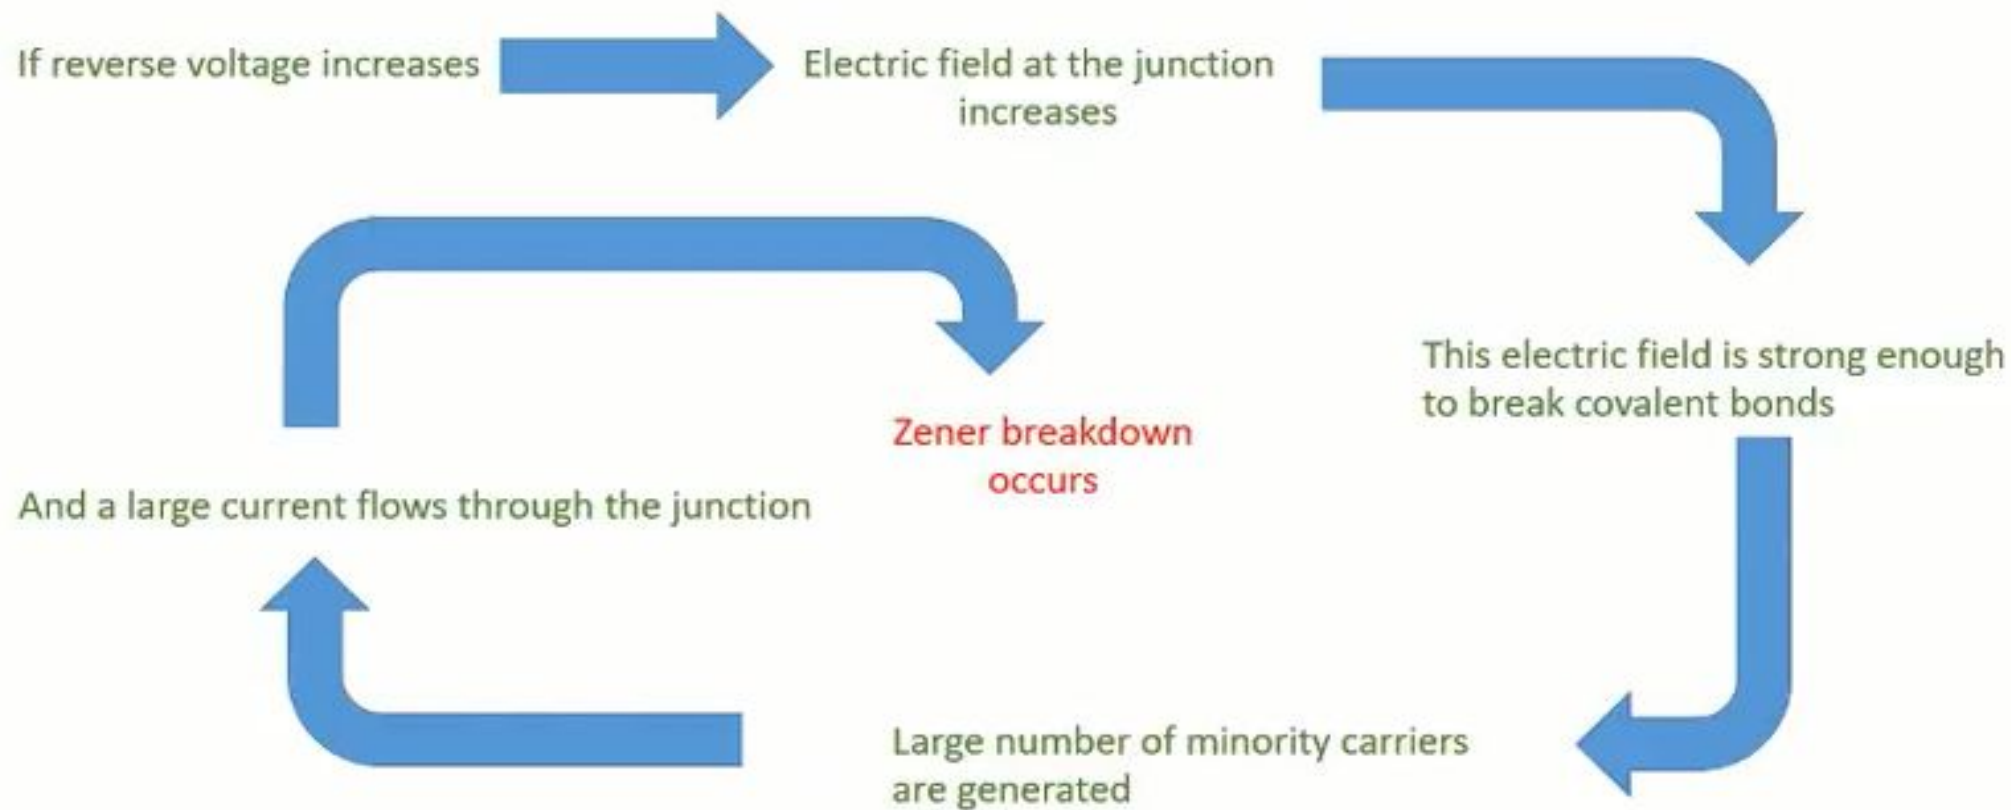 If reverse voltage increases
Electric field at the junction
increases
This electric field is strong enough
to break covalent bonds
Large number of minority carriers
are generated
And a large current flows through the junction
Zener breakdown
occurs